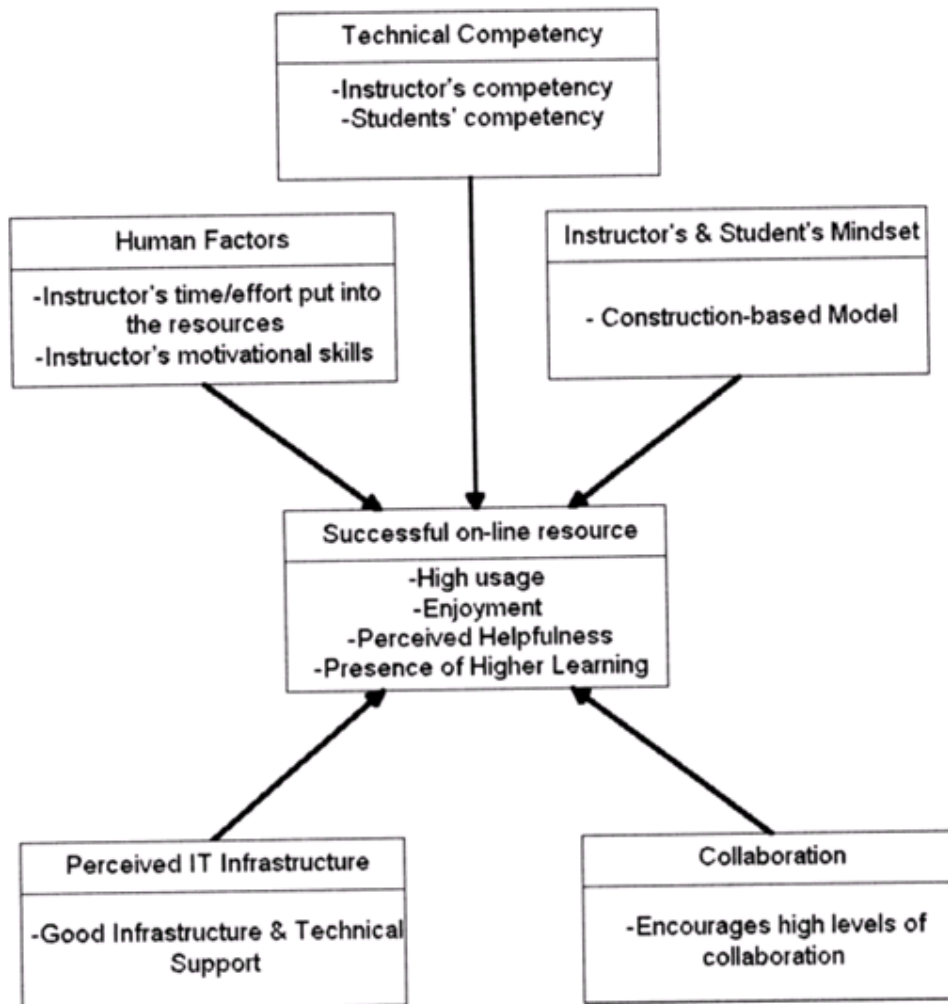 Technical Competency
-Instructor's competency
-Students' competency
Human Factors
-Instructor's time/effort put into
the resources
-Instructor's motivational skills
Instructor's & Student's Mindset
- Construction-based Model
Successful on-line resource
-High usage
-Enjoyment
-Perceived Helpfulness
-Presence of Higher Learning
Perceived IT Infrastructure
-Good Infrastructure & Technical
Support
Collaboration
-Encourages high levels of
collaboration